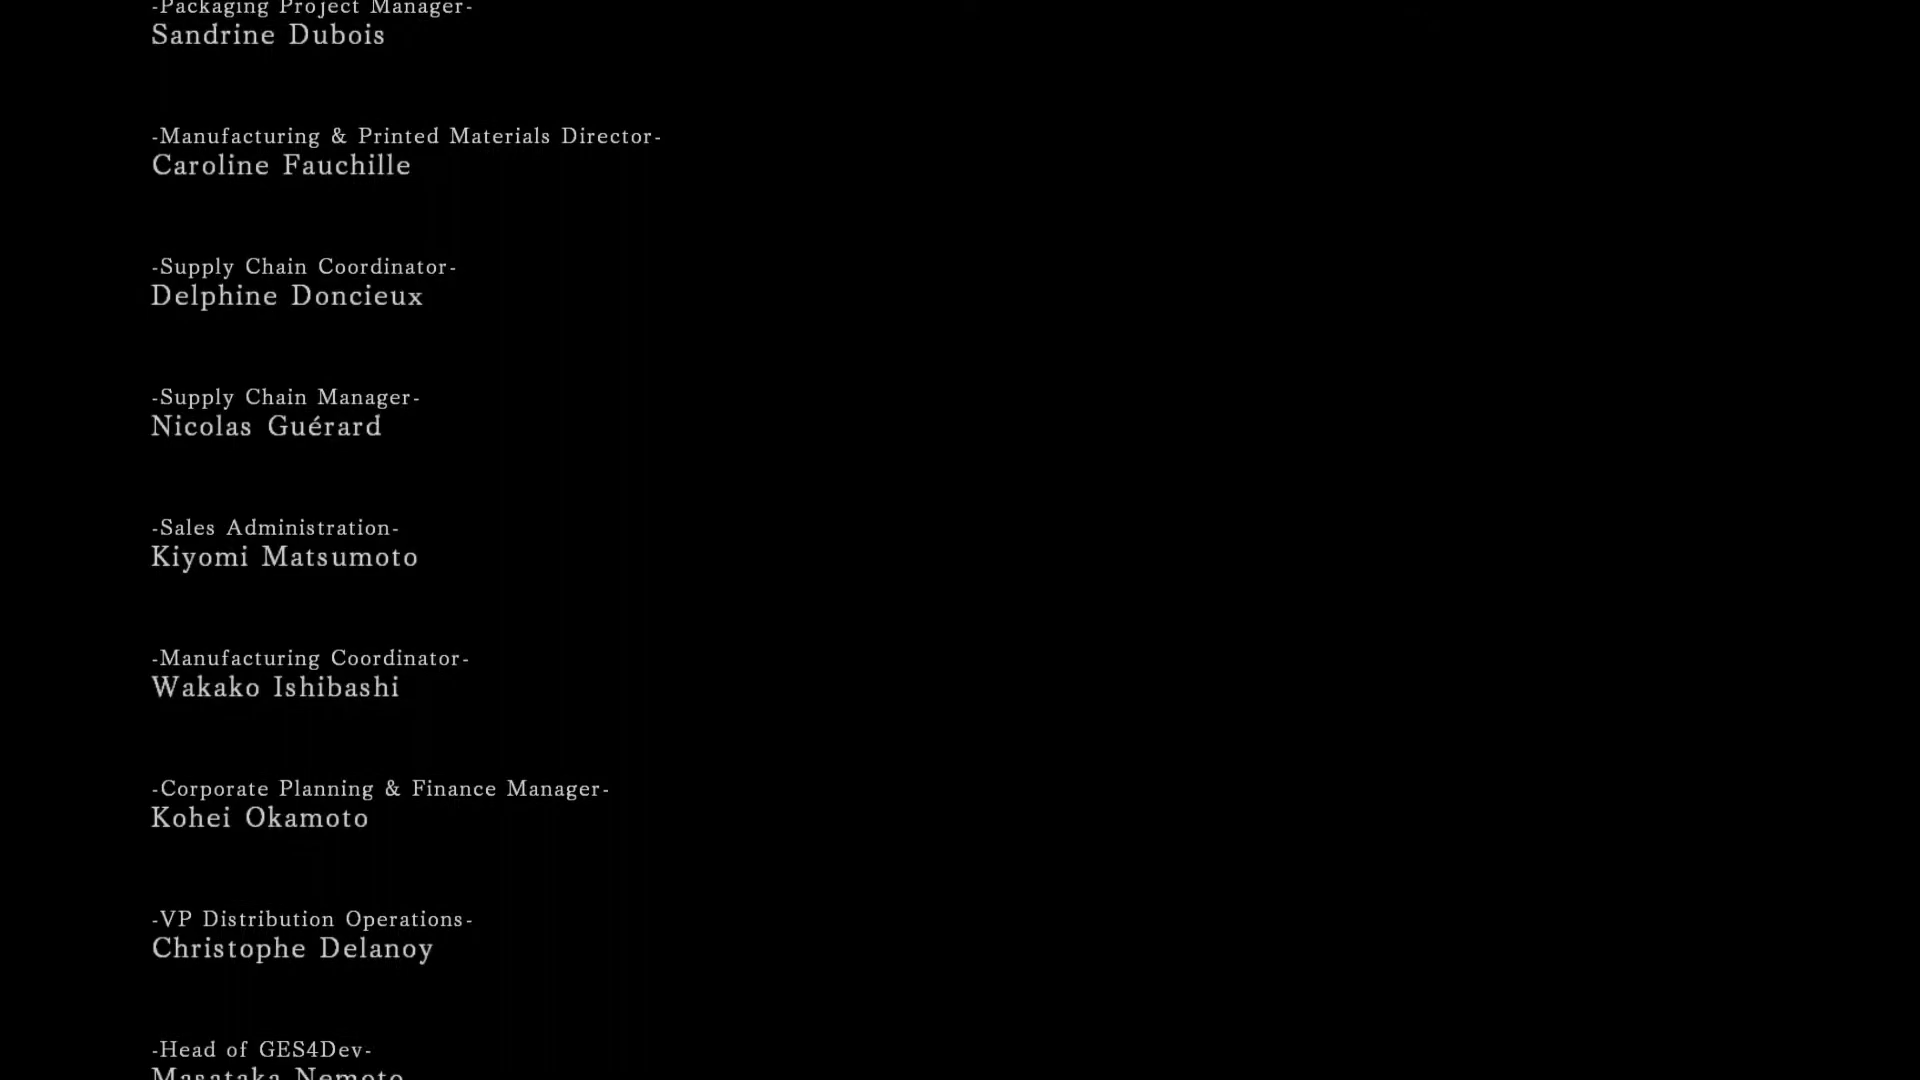 -Packaging Project Manager-
Sandrine Dubois
-Manufacturing & Printed Materials Director-
Caroline Fauchille
-Supply Chain Coordinator-
Delphine Doncieux
-Supply Chain Manager-
Nicolas Guérard
-Sales Administration-
Kiyomi Matsumoto
-Manufacturing Coordinator-
Wakako Ishibashi
-Corporate Planning & Finance Manager-
Kohei Okamoto
-VP Distribution Operations-
Christophe Delanoy
-Head of GES4Dev-
Masataka Nemoto